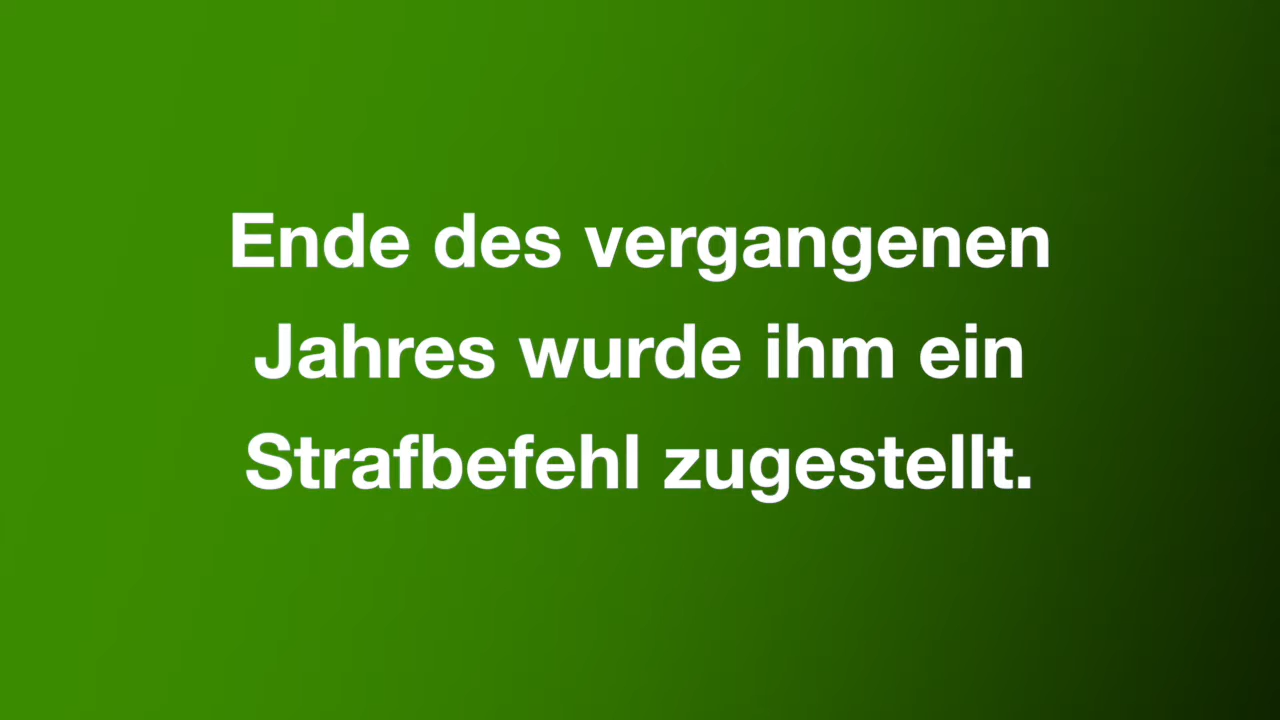 Ende des vergangenen
Jahres wurde ihm ein
Strafbefehl zugestellt.